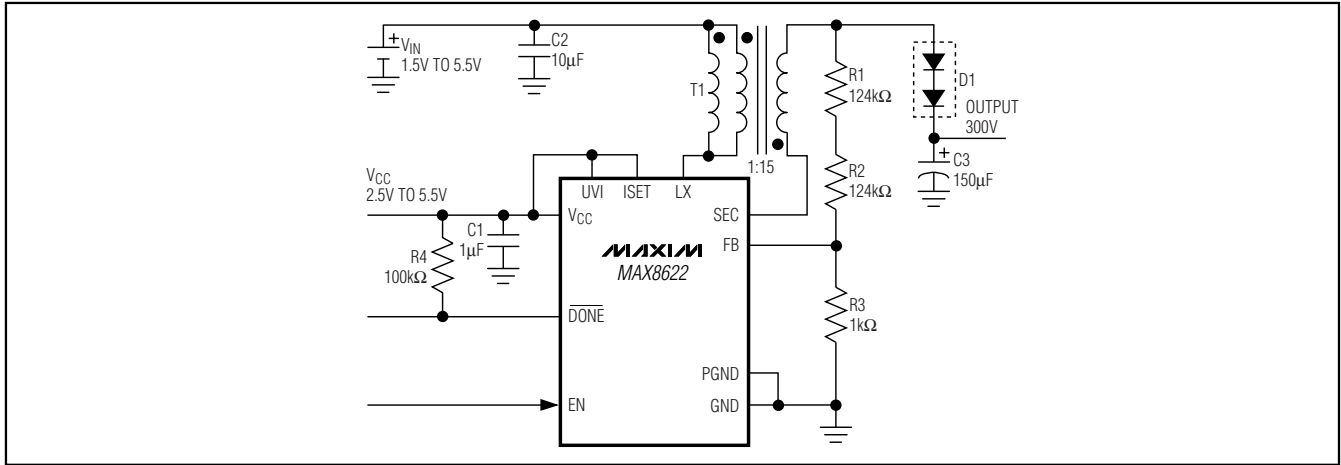 + VIN
1.5V TO 5.5V
C2
10µF
T1
1:15
R1
124kΩ
D1
OUTPUT
300V
R2
124kΩ
+
C3
150µF
VCC
2.5V TO 5.5V
UVI ISET LX
VCC
SEC
C1
1µF
FB
R4
100kΩ
MAXIM
MAX8622
R3
1kΩ
DONE
PGND
EN
GND